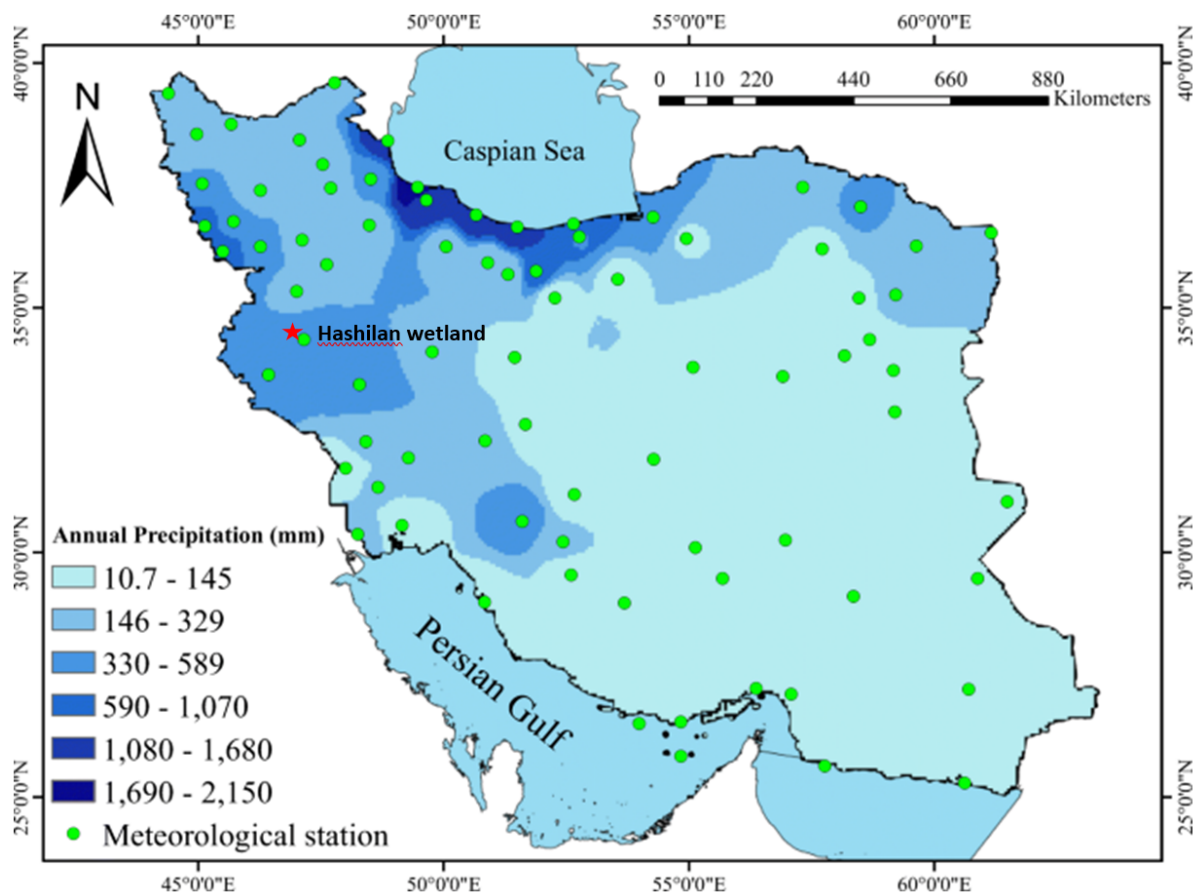 45°0'0"E 50°0'0"E 55°0'0"E 60°0'0"E
40°0'0"N
40°0'0"N
N
0 110 220 440 660 880
Kilometers
Caspian Sea
35°0'0"N
35°0'0"N
Hashilan wetland
30°0'0"N
30°0'0"N
Annual Precipitation (mm)
10.7 - 145
146 - 329
330 - 589
590 - 1,070
1,080 - 1,680
1,690 - 2,150
Meteorological station
Persian Gulf
25°0'0"N
25°0'0"N
45°0'0"E 50°0'0"E 55°0'0"E 60°0'0"E